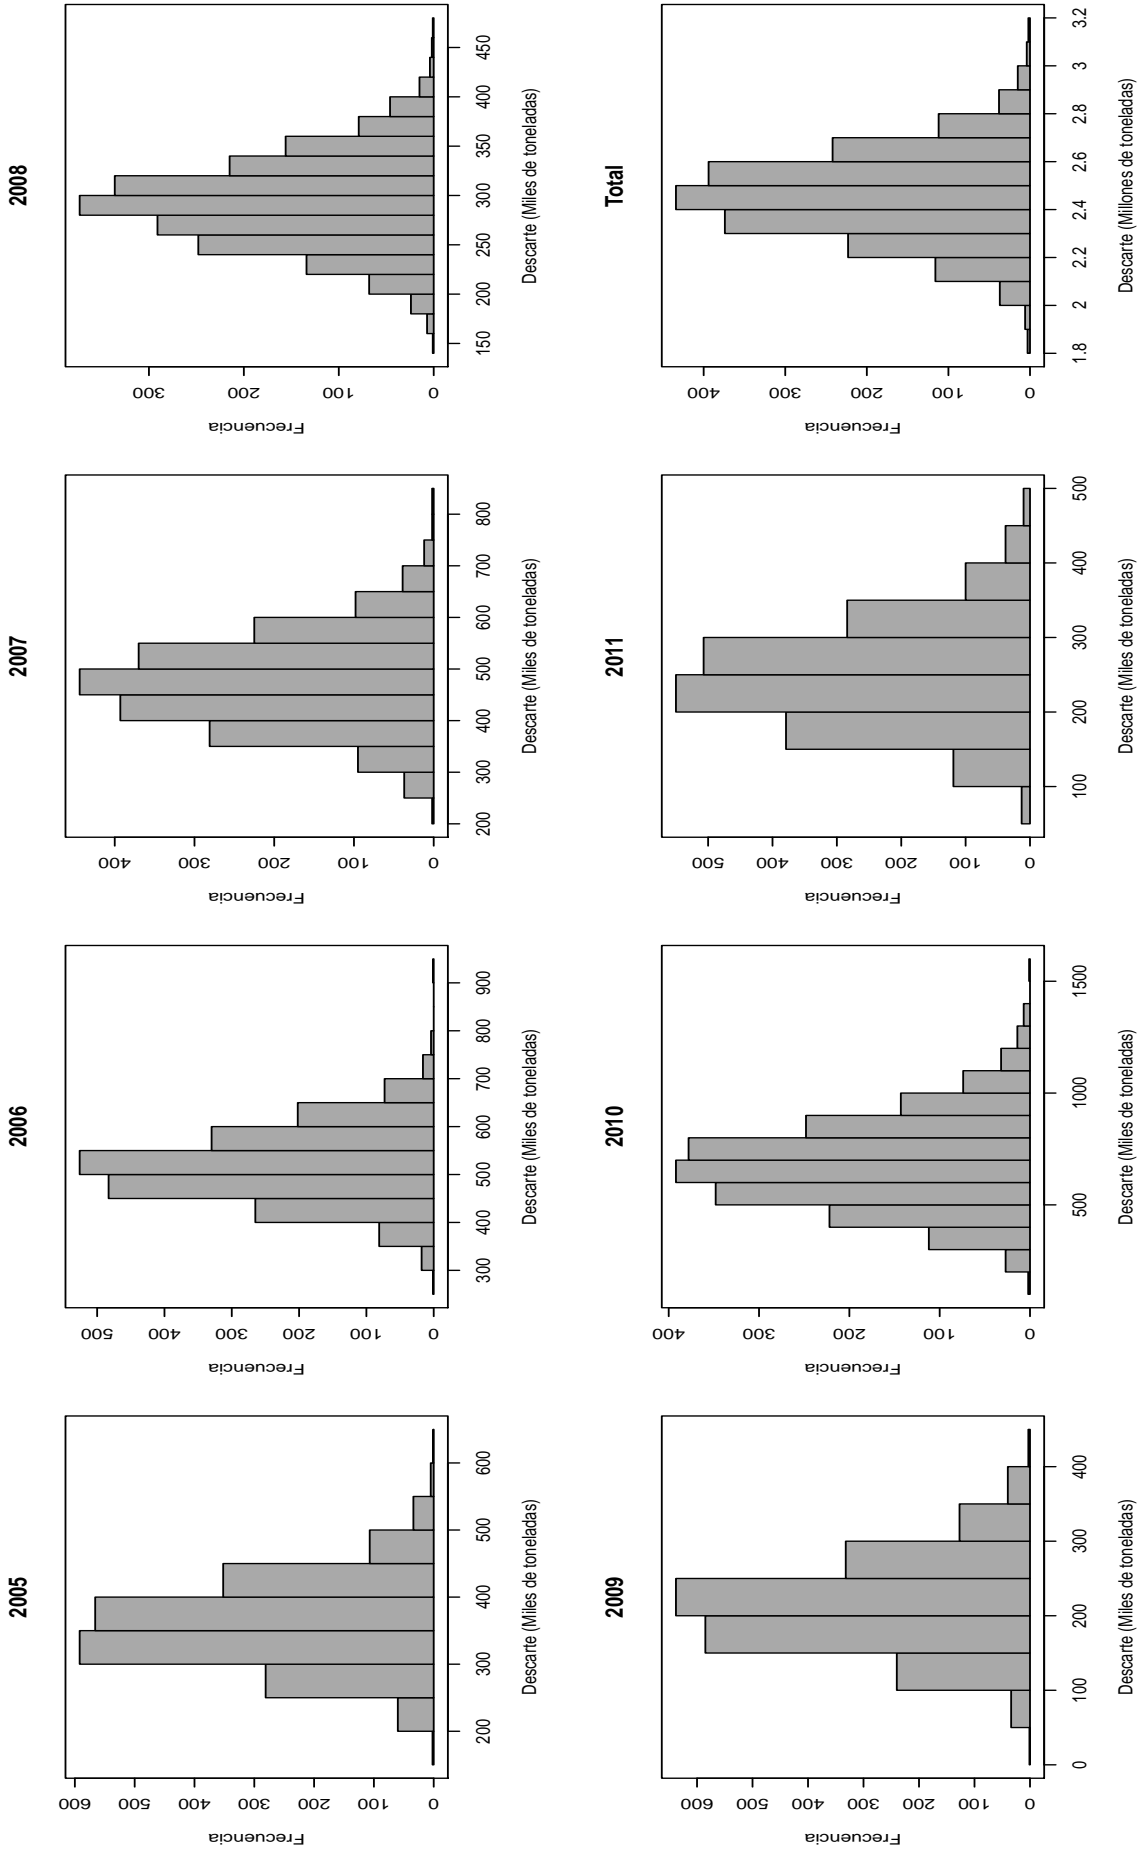 2005
Frecuencia
0 100 200 300 400 500 600
200 300 400 500 600
Descarte (Miles de toneladas)
2006
Frecuencia
0 100 200 300 400 500
300 400 500 600 700 800 900
Descarte (Miles de toneladas)
2007
Frecuencia
0 100 200 300 400
200 300 400 500 600 700 800
Descarte (Miles de toneladas)
2008
Frecuencia
0 100 200 300
150 200 250 300 350 400 450
Descarte (Miles de toneladas)
2009
Frecuencia
0 100 200 300 400 500 600
0 100 200 300 400
Descarte (Miles de toneladas)
2010
Frecuencia
0 100 200 300 400
500 1000 1500
Descarte (Miles de toneladas)
2011
Frecuencia
0 100 200 300 400 500
100 200 300 400 500
Descarte (Miles de toneladas)
Total
Frecuencia
0 100 200 300 400
1.8 2 2.2 2.4 2.6 2.8 3 3.2
Descarte (Millones de toneladas)